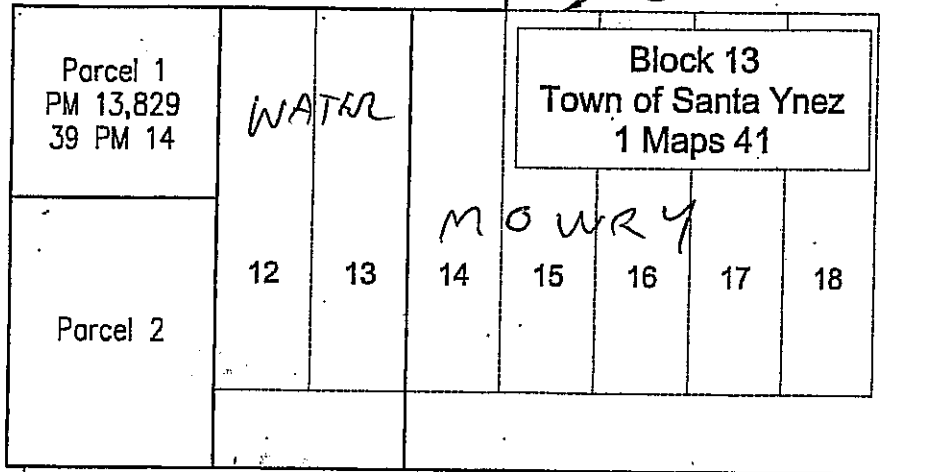 Parcel 1
PM 13,829
39 PM 14
WATER
Block 13
Town of Santa Ynez
1 Maps 41
MOWRY
12 13 14 15 16 17 18
Parcel 2